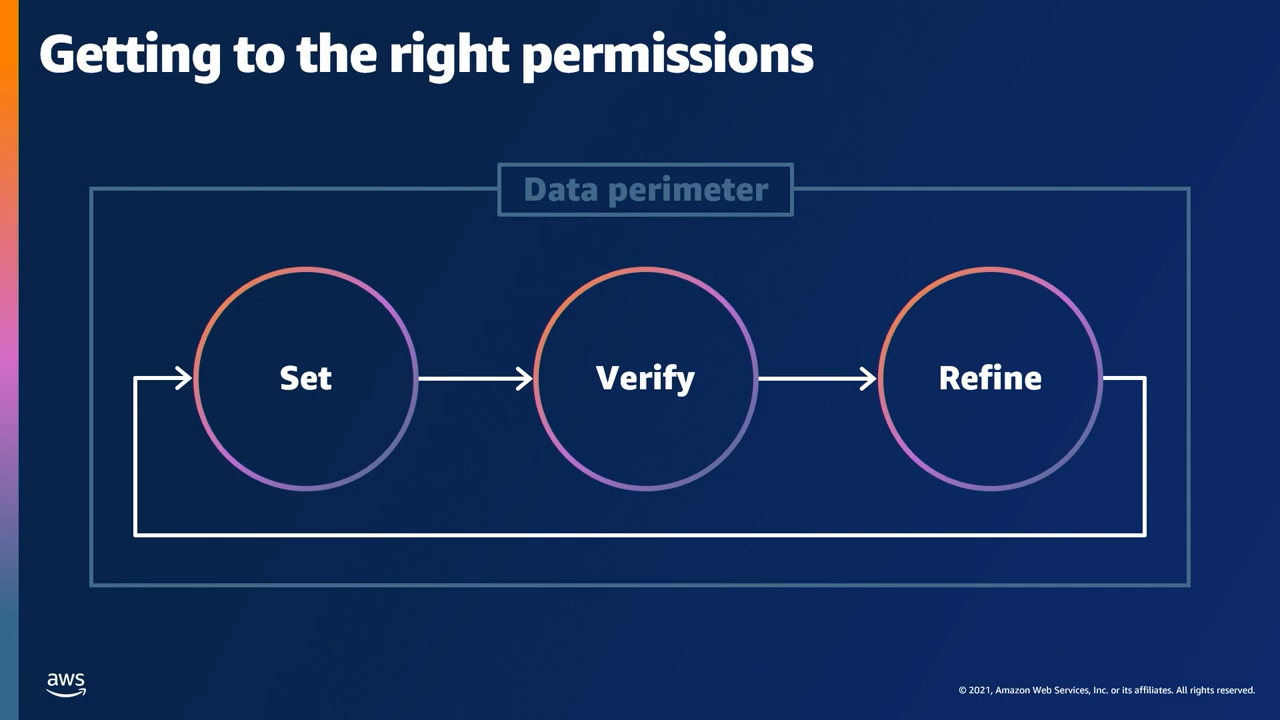 Getting to the right permissions
Data perimeter
Set
Verify
Refine
aws
© 2021, Amazon Web Services, Inc. or its affiliates. All rights reserved.